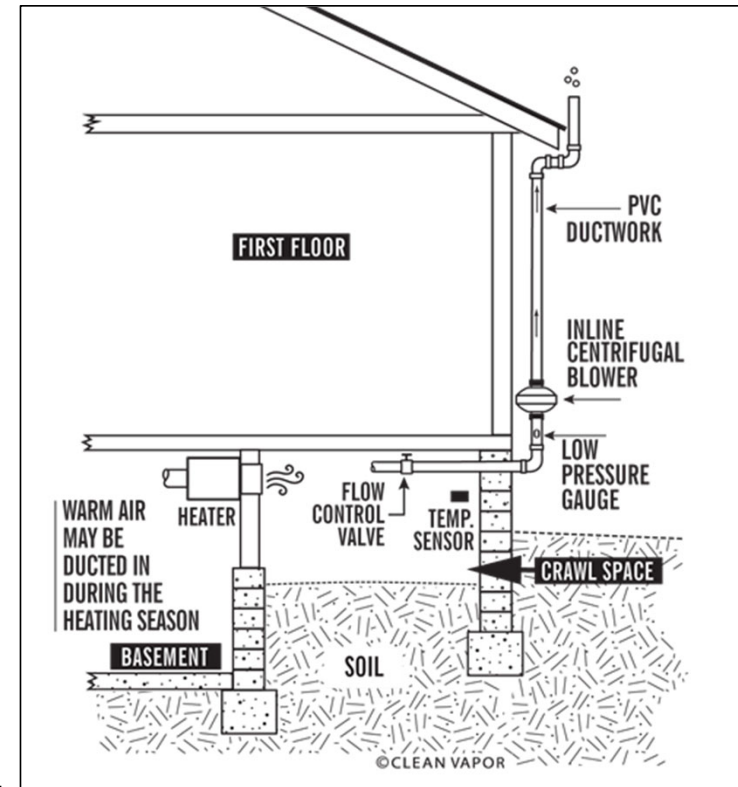 PVC
DUCTWORK
FIRST FLOOR
INLINE
CENTRIFUGAL
BLOWER
LOW
PRESSURE
GAUGE
FLOW
CONTROL
VALVE
TEMP.
SENSOR
HEATER
WARM AIR
MAY BE
DUCTED IN
DURING THE
HEATING SEASON
CRAWL SPACE
BASEMENT
SOIL
©CLEAN VAPOR